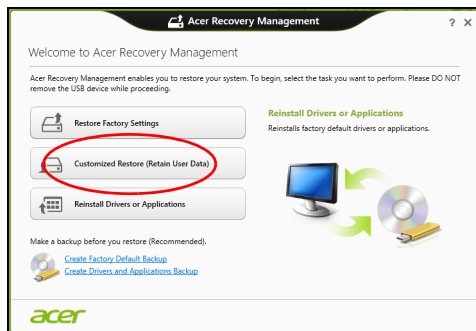 Acer Recovery Management
? X
Welcome to Acer Recovery Management
Acer Recovery Management enables you to restore your system. To begin, select the task you want to perform. Please DO NOT
remove the USB device while proceeding.
Restore Factory Settings
Customized Restore (Retain User Data)
Reinstall Drivers or Applications
Reinstall Drivers or Applications
Reinstalls factory default drivers or applications.
Make a backup before you restore (Recommended).
Create Factory Default Backup
Create Drivers and Applications Backup
acer